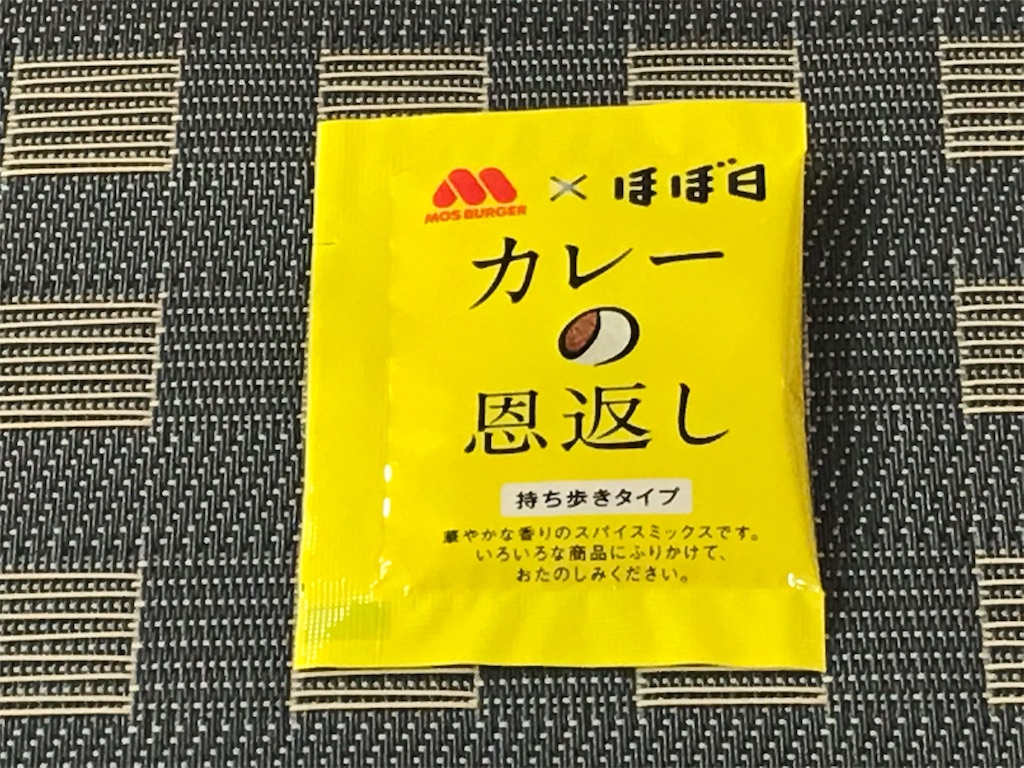 MOS BURGER × ほぼ日
カレー
の
恩返し
持ち歩きタイプ
華やかな香りのスパイスミックスです。
いろいろな商品にふりかけて、
おたのしみください。